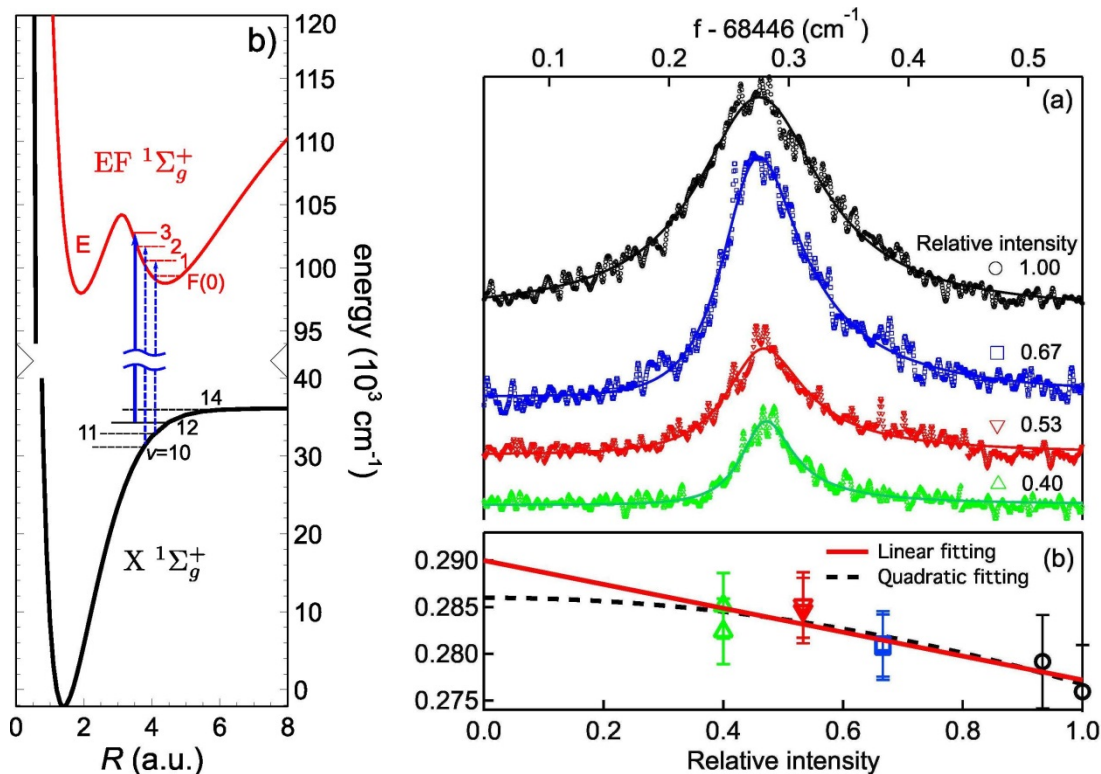 b)
120
115
110
105
100
95
40
30
20
10
0
energy (10³ cm⁻¹)
EF ¹Σg⁺
E
3
2
1
F(0)
14
12
11
v=10
X ¹Σg⁺
0 2 4 6 8
R (a.u.)
f - 68446 (cm⁻¹)
0.1 0.2 0.3 0.4 0.5
(a)
Relative intensity
1.00
0.67
0.53
0.40
(b)
Linear fitting
Quadratic fitting
0.290
0.285
0.280
0.275
0.0 0.2 0.4 0.6 0.8 1.0
Relative intensity